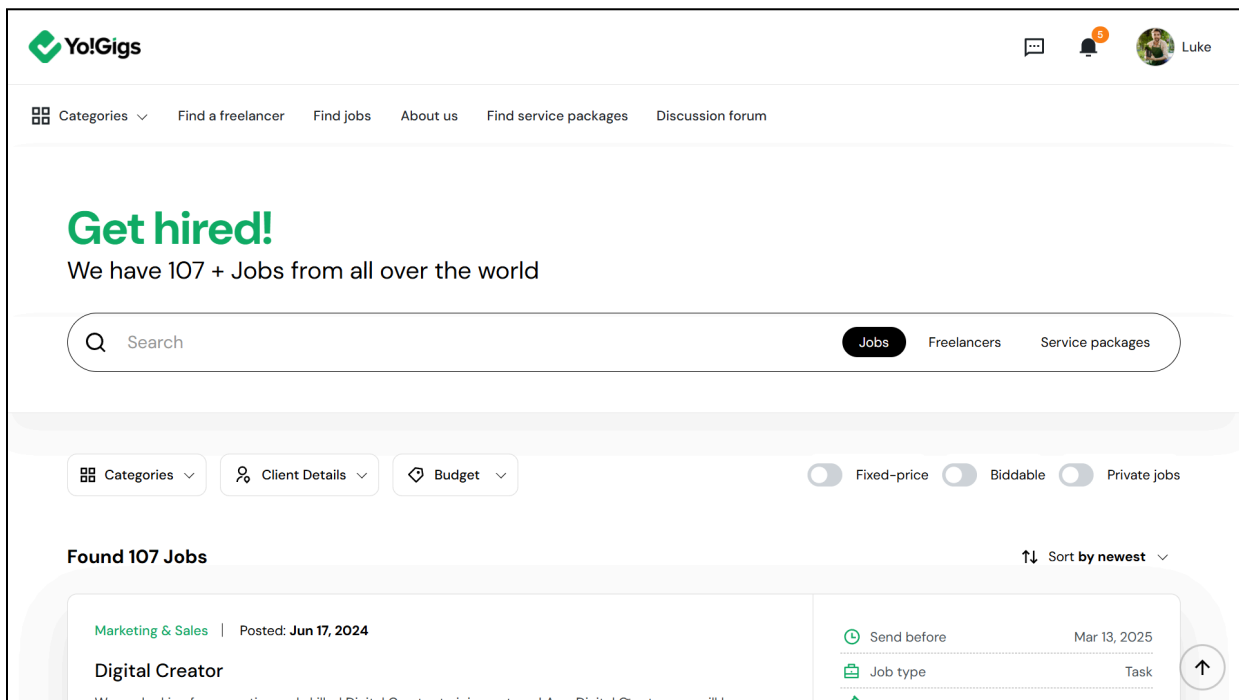 Yo!Gigs
5
Luke
Categories Find a freelancer Find jobs About us Find service packages Discussion forum
Get hired!
We have 107 + Jobs from all over the world
Search Jobs Freelancers Service packages
Categories Client Details Budget Fixed-price Biddable Private jobs
Found 107 Jobs Sort by newest
Marketing & Sales | Posted: Jun 17, 2024
Send before Mar 13, 2025
Digital Creator
Job type Task